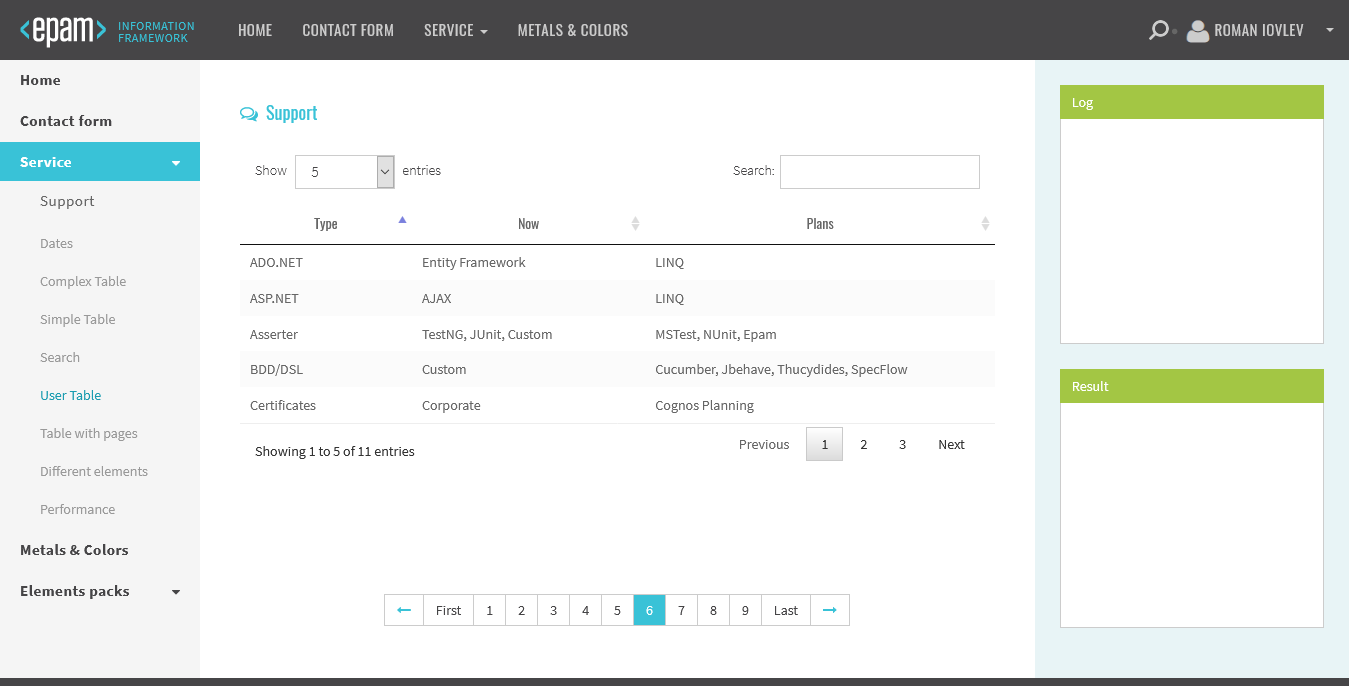 <epam> INFORMATION FRAMEWORK
HOME CONTACT FORM SERVICE METALS & COLORS ROMAN IOVLEV
Home
Contact form
Service
Support
Dates
Complex Table
Simple Table
Search
User Table
Table with pages
Different elements
Performance
Metals & Colors
Elements packs
Support
Show 5 entries Search:
Type Now Plans
ADO.NET Entity Framework LINQ
ASP.NET AJAX LINQ
Asserter TestNG, JUnit, Custom MSTest, NUnit, Epam
BDD/DSL Custom Cucumber, Jbehave, Thucydides, SpecFlow
Certificates Corporate Cognos Planning
Showing 1 to 5 of 11 entries Previous 1 2 3 Next
First 1 2 3 4 5 6 7 8 9 Last
Log
Result